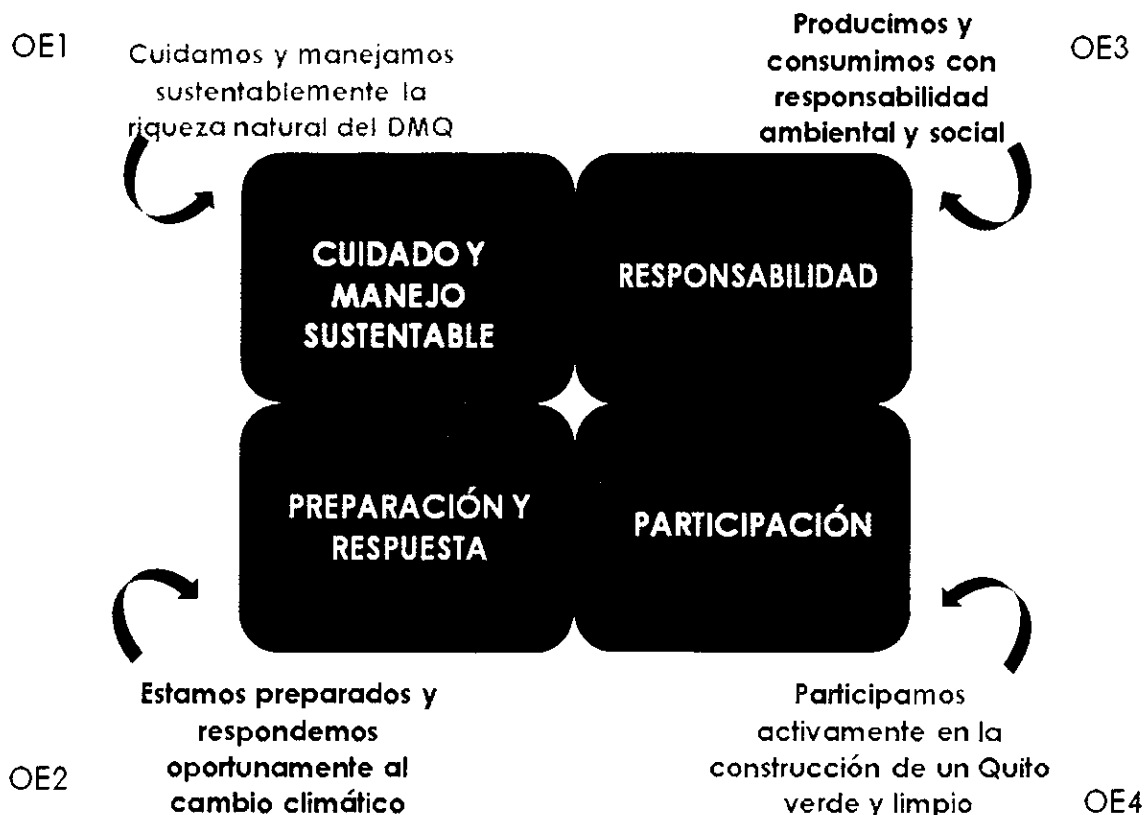 OE1
Cuidamos y manejamos
sustentablemente la
riqueza natural del DMQ
Producimos y
consumimos con
responsabilidad
ambiental y social
OE3
CUIDADO Y
MANEJO
SUSTENTABLE
RESPONSABILIDAD
PREPARACIÓN Y
RESPUESTA
PARTICIPACIÓN
OE2
Estamos preparados y
respondemos
oportunamente al
cambio climático
Participamos
activamente en la
construcción de un Quito
verde y limpio
OE4